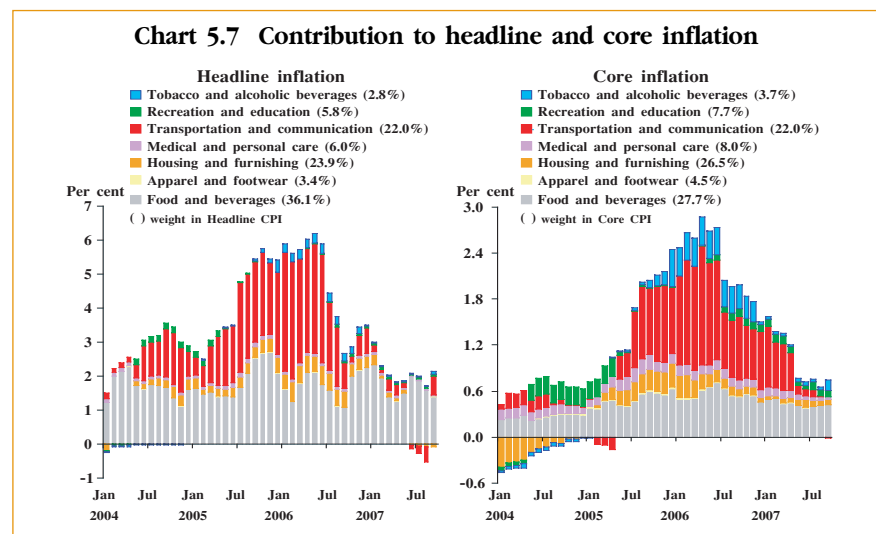 Chart 5.7 Contribution to headline and core inflation
Headline inflation
Tobacco and alcoholic beverages (2.8%)
Recreation and education (5.8%)
Transportation and communication (22.0%)
Medical and personal care (6.0%)
Housing and furnishing (23.9%)
Apparel and footwear (3.4%)
Food and beverages (36.1%)
( ) weight in Headline CPI
Per cent
7
6
5
4
3
2
1
0
-1
Jan Jul Jan Jul Jan Jul Jan Jul
2004 2005 2006 2007
Core inflation
Tobacco and alcoholic beverages (3.7%)
Recreation and education (7.7%)
Transportation and communication (22.0%)
Medical and personal care (8.0%)
Housing and furnishing (26.5%)
Apparel and footwear (4.5%)
Food and beverages (27.7%)
( ) weight in Core CPI
Per cent
3.0
2.4
1.8
1.2
0.6
0.0
-0.6
Jan Jul Jan Jul Jan Jul Jan Jul
2004 2005 2006 2007